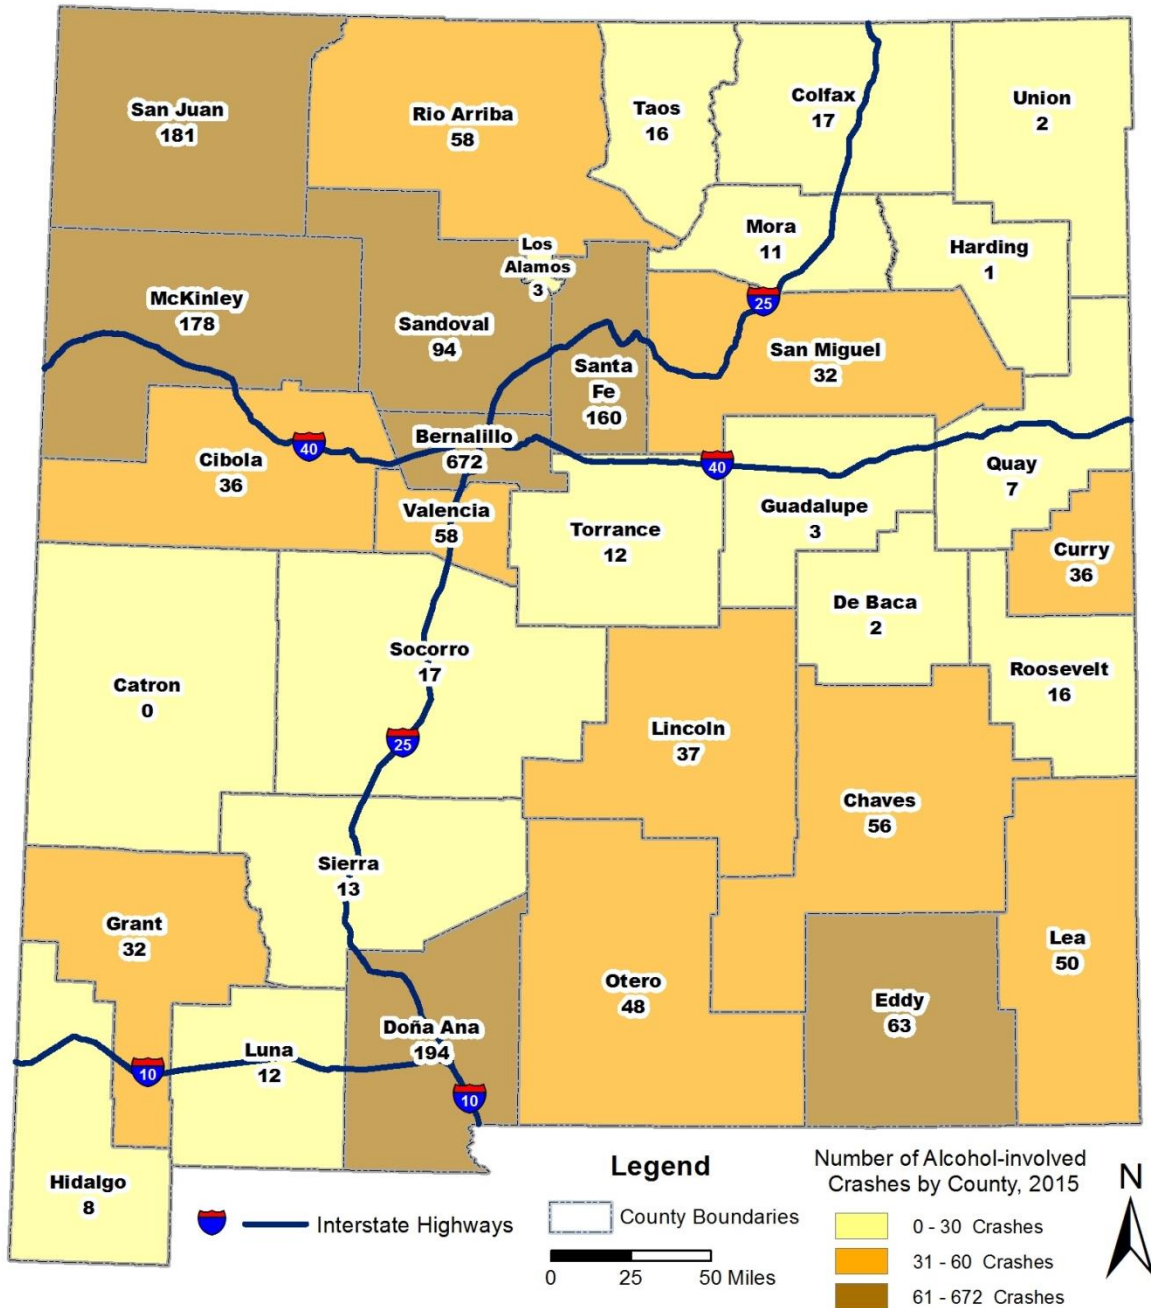 San Juan
181
Rio Arriba
58
Taos
16
Colfax
17
Union
2
Mora
11
Harding
1
Los
Alamos
3
McKinley
178
Sandoval
94
Santa
Fe
160
25
San Miguel
32
40
Cibola
36
Bernalillo
672
40
Quay
7
Valencia
58
Torrance
12
Guadalupe
3
Curry
36
De Baca
2
Catron
0
Socorro
17
Roosevelt
16
25
Lincoln
37
Chaves
56
Sierra
13
Grant
32
Otero
48
Eddy
63
Lea
50
Doña Ana
194
Luna
12
10
10
Hidalgo
8
Legend
Interstate Highways
County Boundaries
0 25 50 Miles
Number of Alcohol-involved
Crashes by County, 2015
0 - 30 Crashes
31 - 60 Crashes
61 - 672 Crashes
N